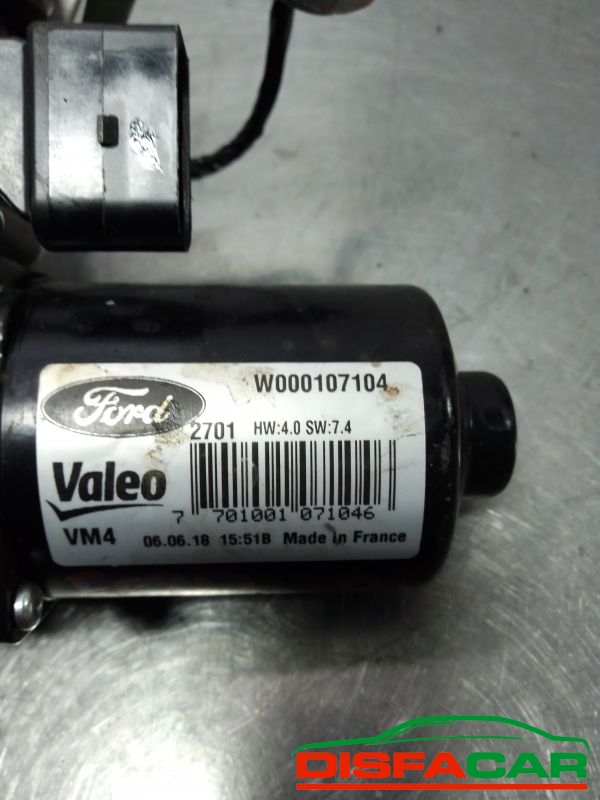 W000107104
Ford
2701 HW:4.0 SW:7.4
Valeo
7 701001 071046
VM4 06.06.18 15:51B Made in France
DISFACAR